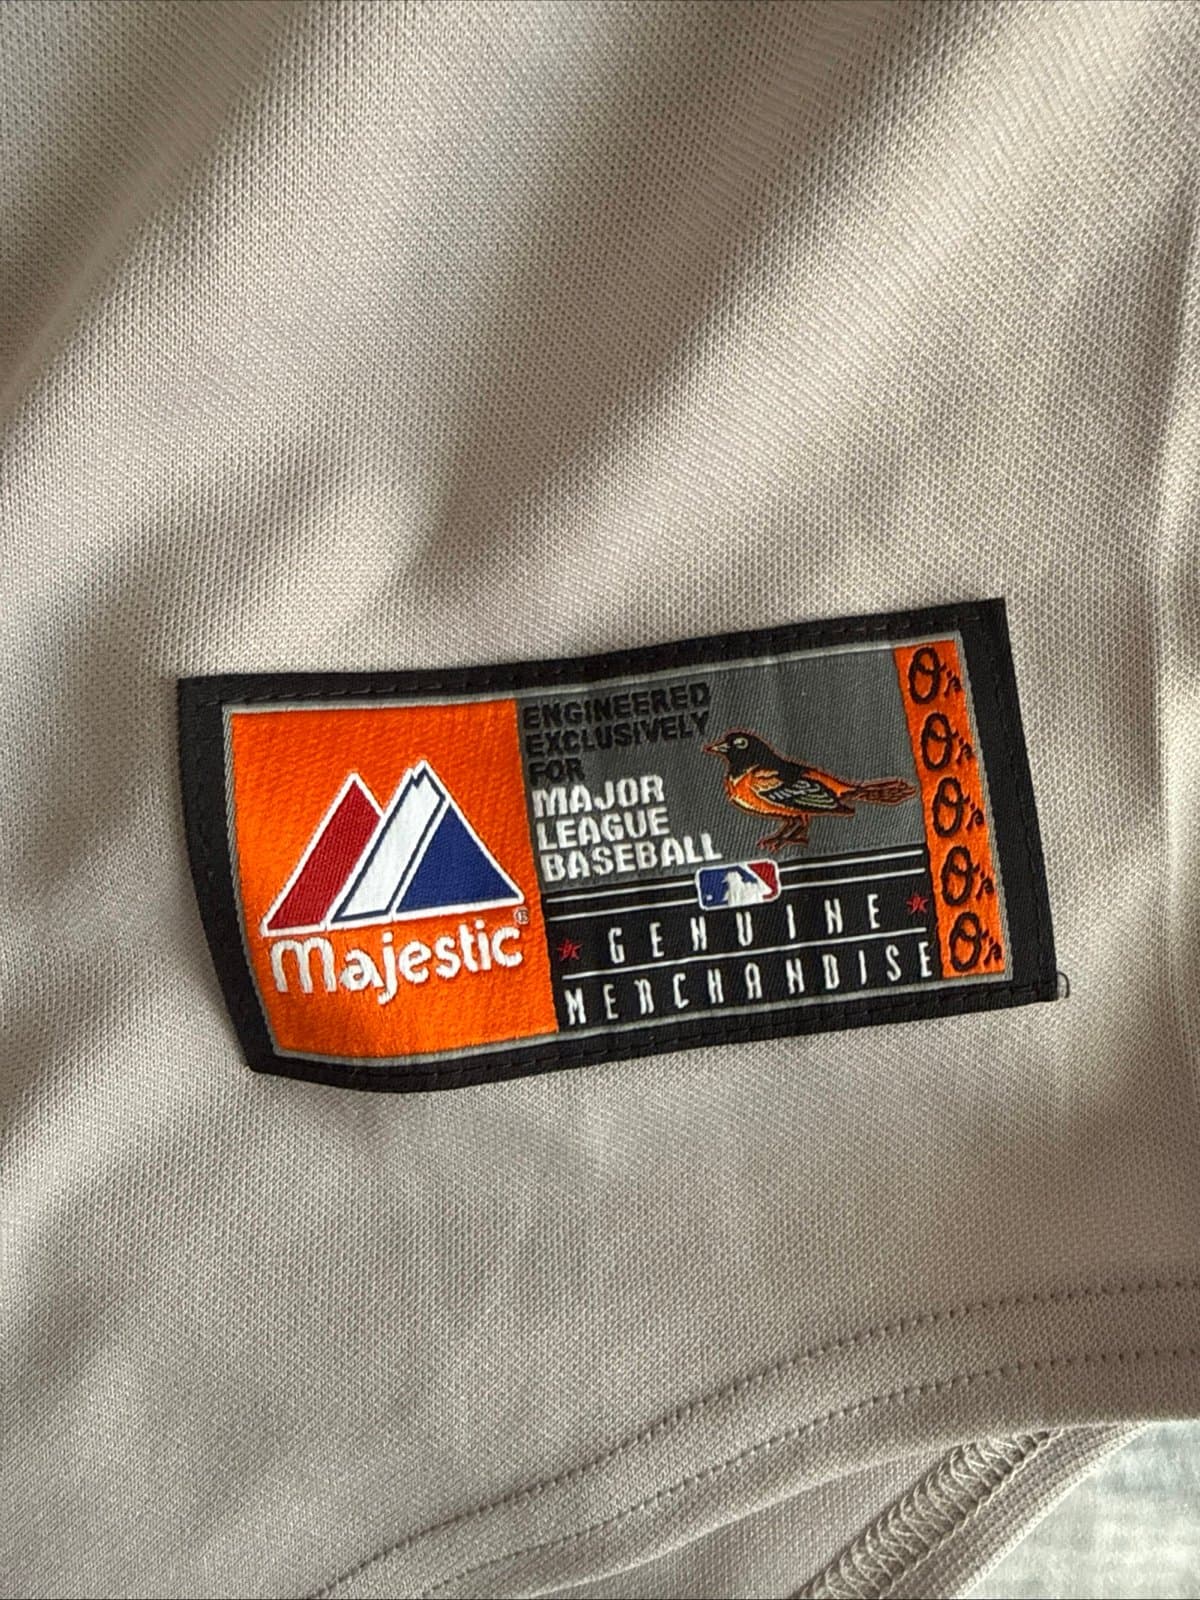 Majestic®
ENGINEERED
EXCLUSIVELY
FOR
MAJOR
LEAGUE
BASEBALL
GENUINE
MERCHANDISE
O's
O's
O's
O's
O's